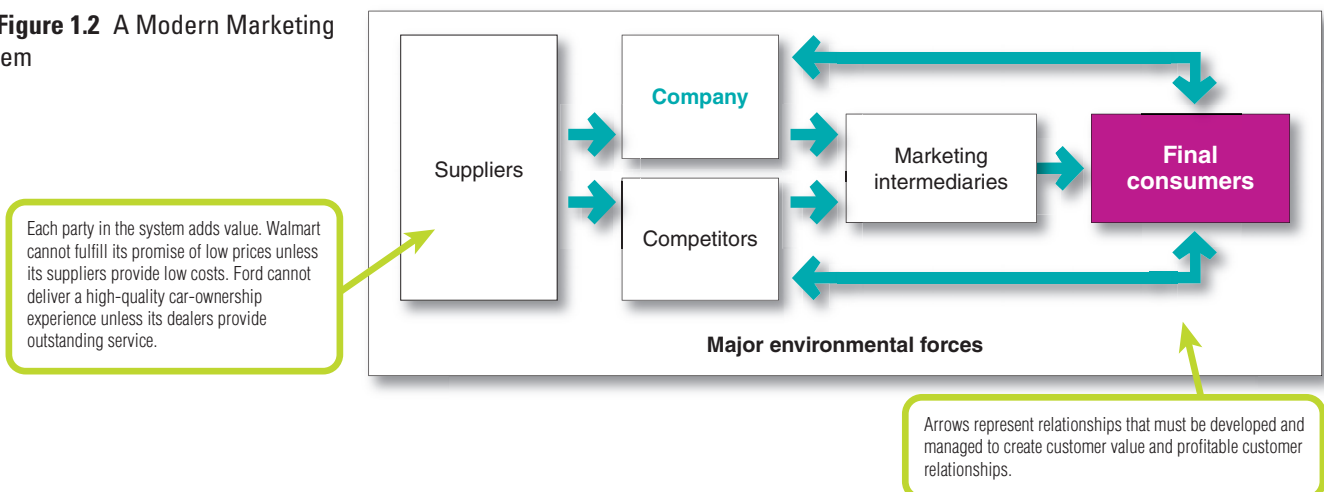 Figure 1.2 A Modern Marketing
em
Suppliers
Company
Competitors
Marketing
intermediaries
Final
consumers
Major environmental forces
Each party in the system adds value. Walmart
cannot fulfill its promise of low prices unless
its suppliers provide low costs. Ford cannot
deliver a high-quality car-ownership
experience unless its dealers provide
outstanding service.
Arrows represent relationships that must be developed and
managed to create customer value and profitable customer
relationships.